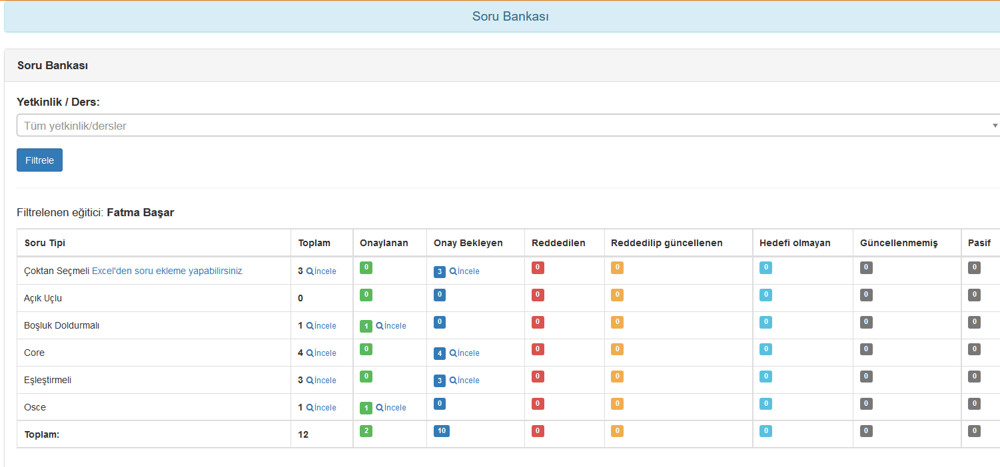 Soru Bankası
Soru Bankası
Yetkinlik / Ders:
Tüm yetkinlik/dersler
Filtrele
Filtrelenen eğitici: Fatma Başar
Soru Tipi Toplam Onaylanan Onay Bekleyen Reddedilen Reddedilip güncellenen Hedefi olmayan Güncellenmemiş Pasif
Çoktan Seçmeli Excel'den soru ekleme yapabilirsiniz 3 İncele 0 3 İncele 0 0 0 0 0
Açık Uçlu 0 0 0 0 0 0 0 0
Boşluk Doldurmalı 1 İncele 1 İncele 0 0 0 0 0 0
Core 4 İncele 0 4 İncele 0 0 0 0 0
Eşleştirmeli 3 İncele 0 3 İncele 0 0 0 0 0
Osce 1 İncele 1 İncele 0 0 0 0 0 0
Toplam: 12 2 10 0 0 0 0 0